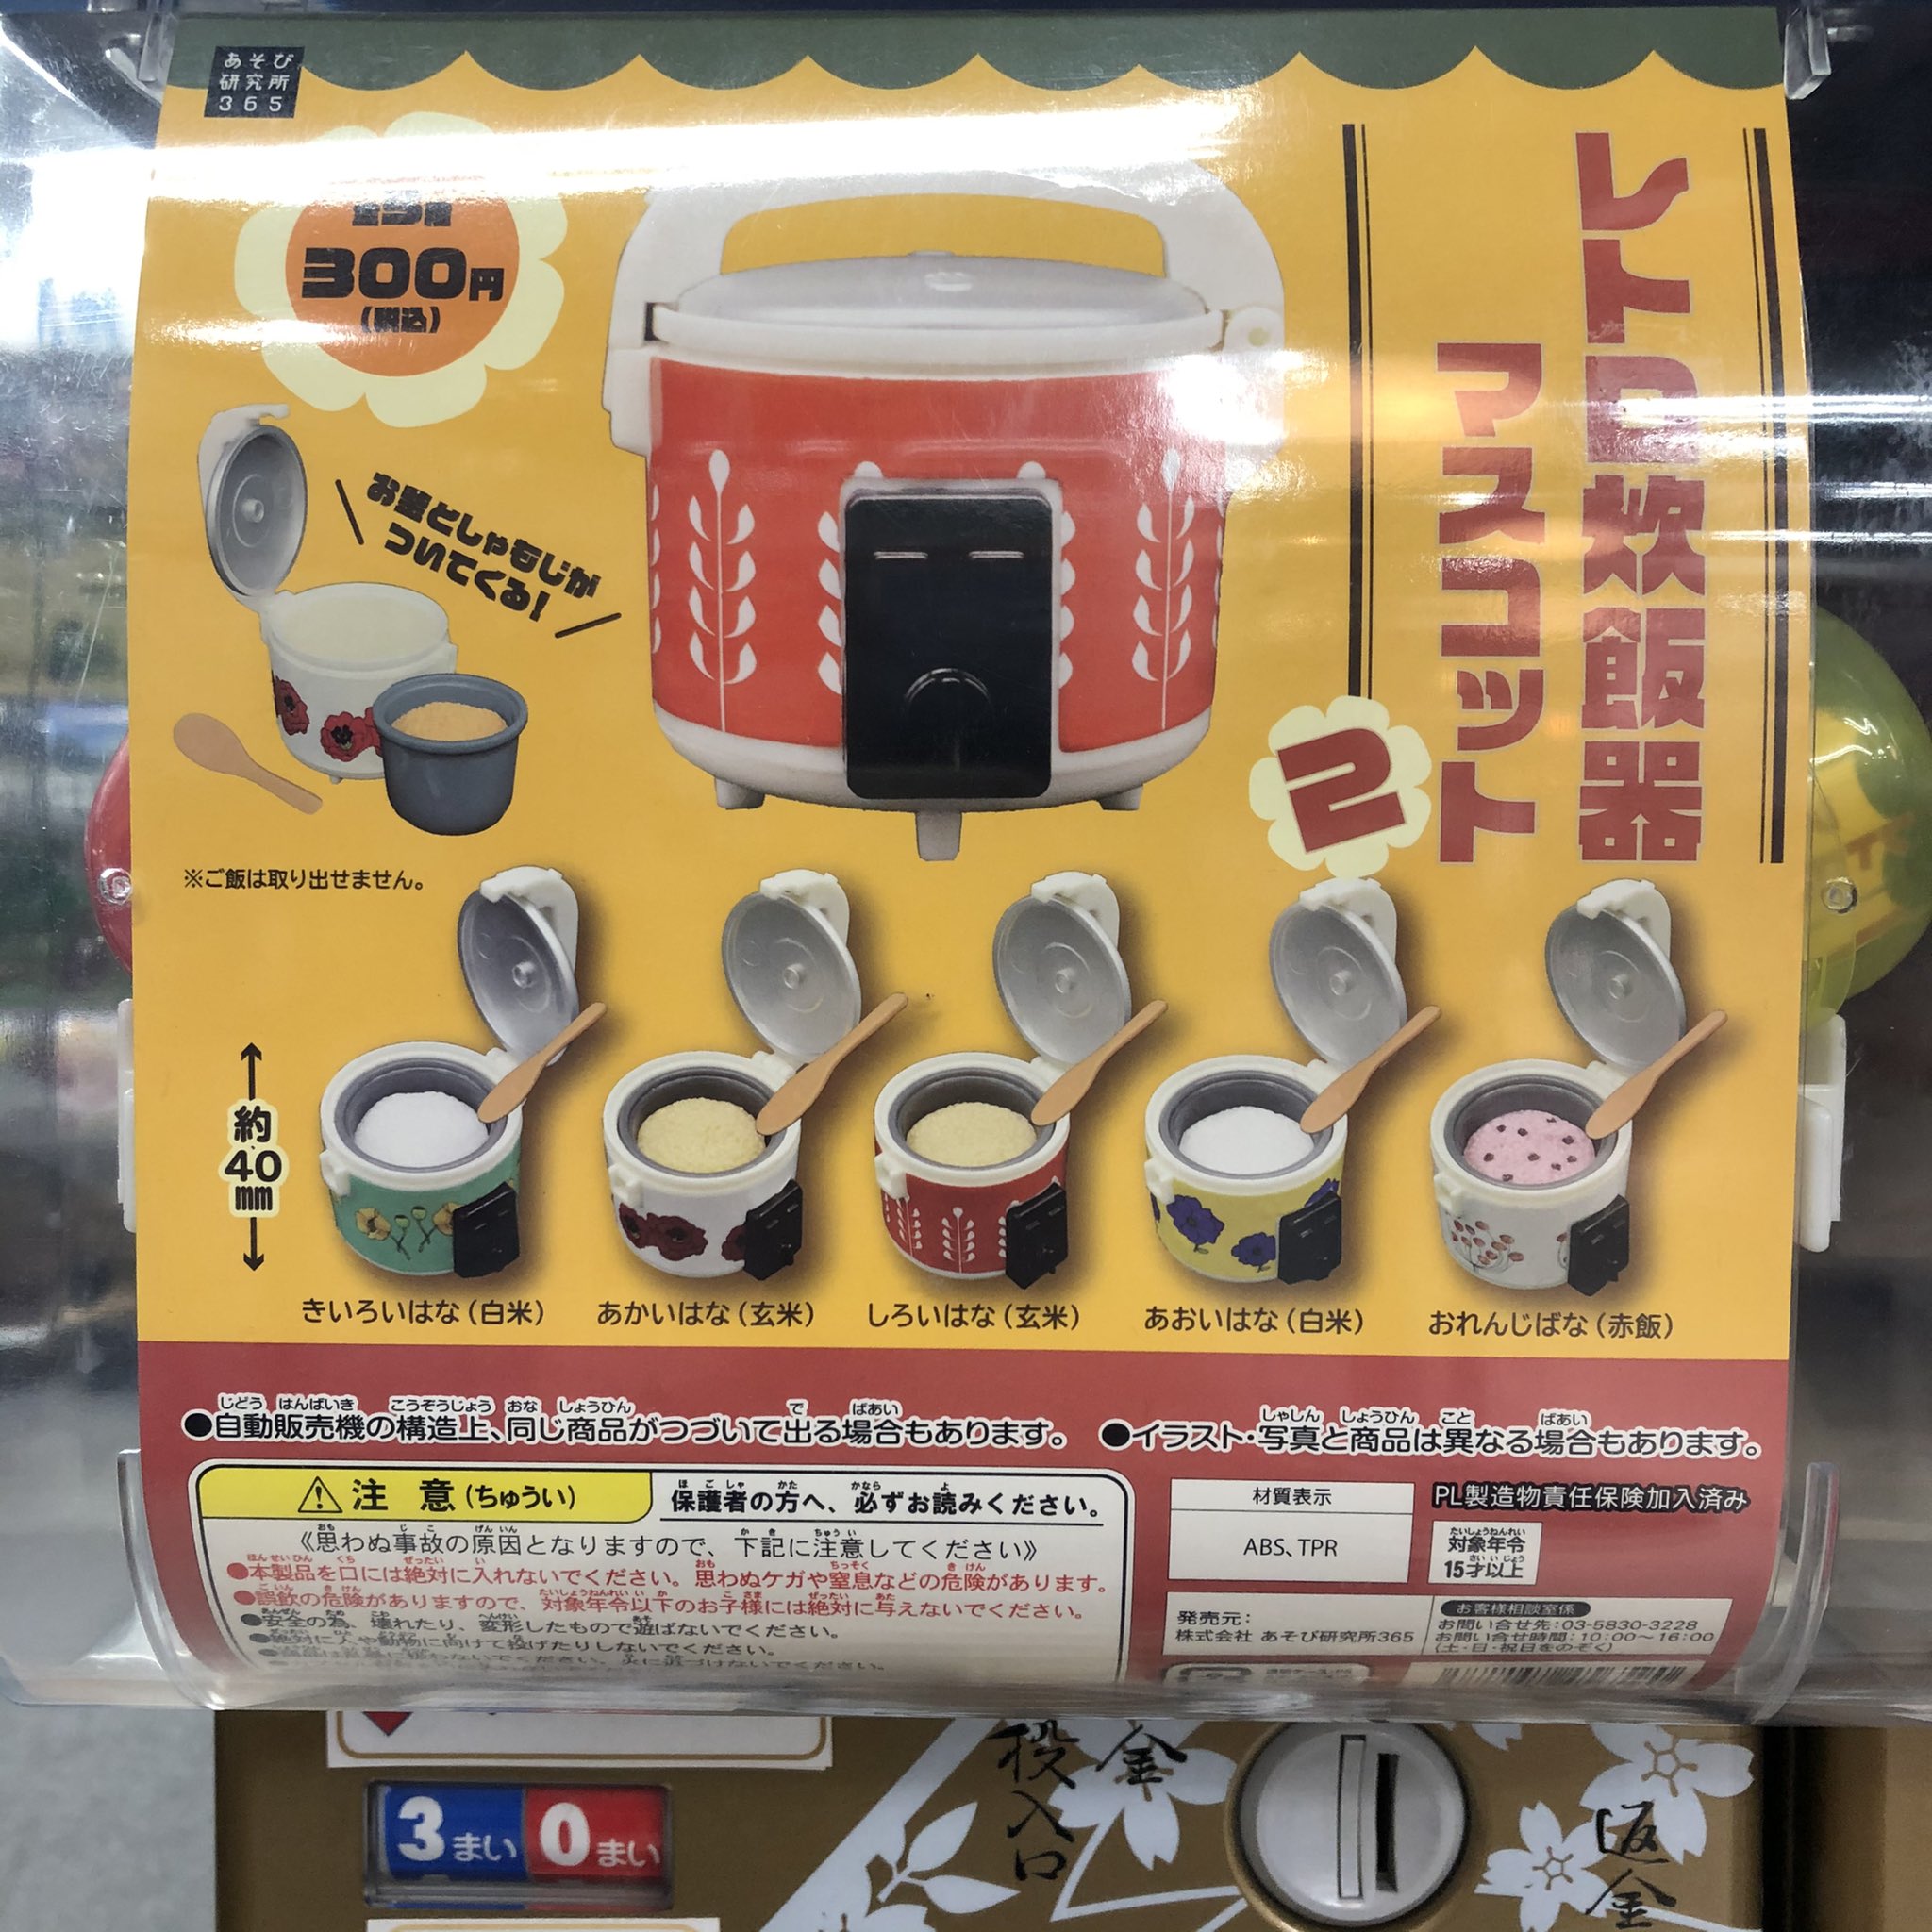 あそび
研究所
365
全5種
300円
(税込)
レトロ炊飯器
マスコット
2
お釜としゃもじが
ついてくる!
※ご飯は取り出せません。
約
40
mm
きいろいはな(白米)
あかいはな(玄米)
しろいはな(玄米)
あおいはな(白米)
おれんじばな(赤飯)
●自動販売機の構造上、同じ商品がつづいて出る場合もあります。
●イラスト・写真と商品は異なる場合もあります。
⚠注 意(ちゅうい)
保護者の方へ、必ずお読みください。
《思わぬ事故の原因となりますので、下記に注意してください》
●本製品を口には絶対に入れないでください。思わぬケガや窒息などの危険があります。
●誤飲の危険がありますので、対象年令以下のお子様には絶対に与えないでください。
●安全の為、壊れたり、変形したもので遊ばないでください。
●絶対に人や動物に向けて投げたりしないでください。
材質表示
ABS、TPR
PL製造物責任保険加入済み
対象年令
15才以上
発売元:
株式会社 あそび研究所365
お客様相談室係
お問い合せ先:03-5830-3228
お問い合せ時間:10:00〜16:00
(土・日・祝日をのぞく)
3まい
0まい
金
投入口
返金